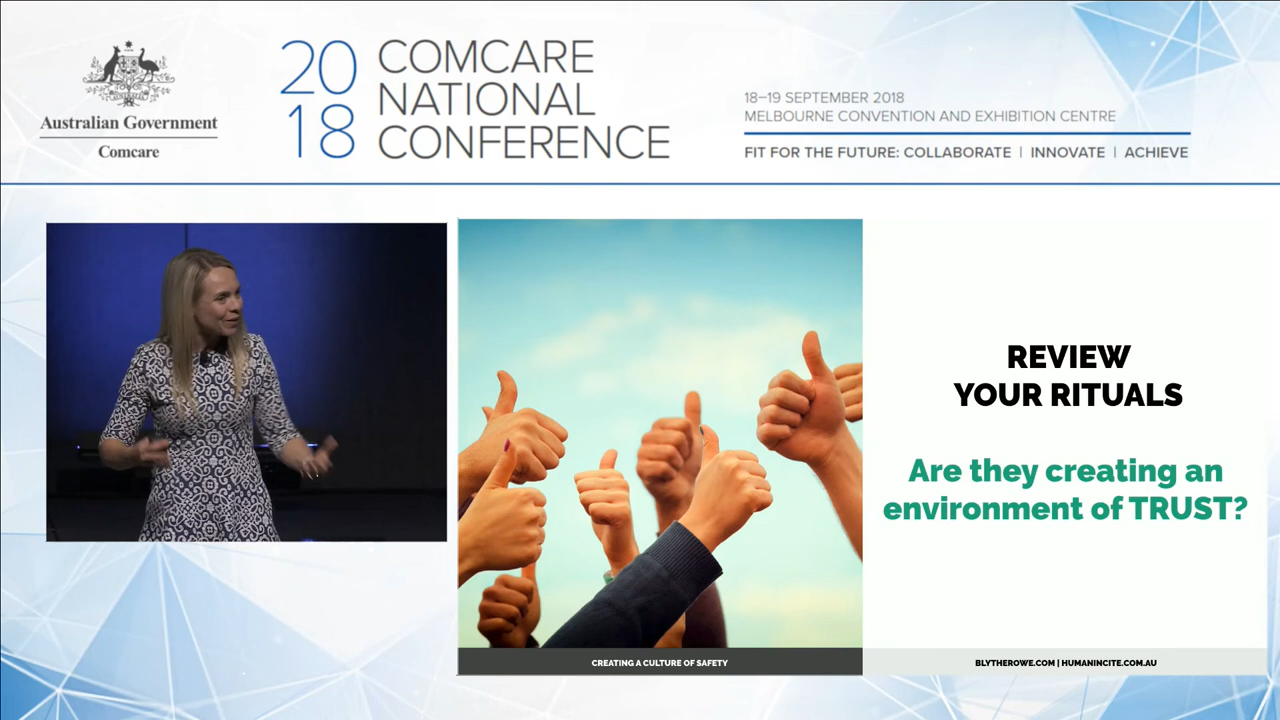 Australian Government
Comcare
20
18
COMCARE
NATIONAL
CONFERENCE
18–19 SEPTEMBER 2018
MELBOURNE CONVENTION AND EXHIBITION CENTRE
FIT FOR THE FUTURE: COLLABORATE | INNOVATE | ACHIEVE
REVIEW
YOUR RITUALS
Are they creating an
environment of TRUST?
CREATING A CULTURE OF SAFETY
BLYTHEROWE.COM | HUMANINCITE.COM.AU